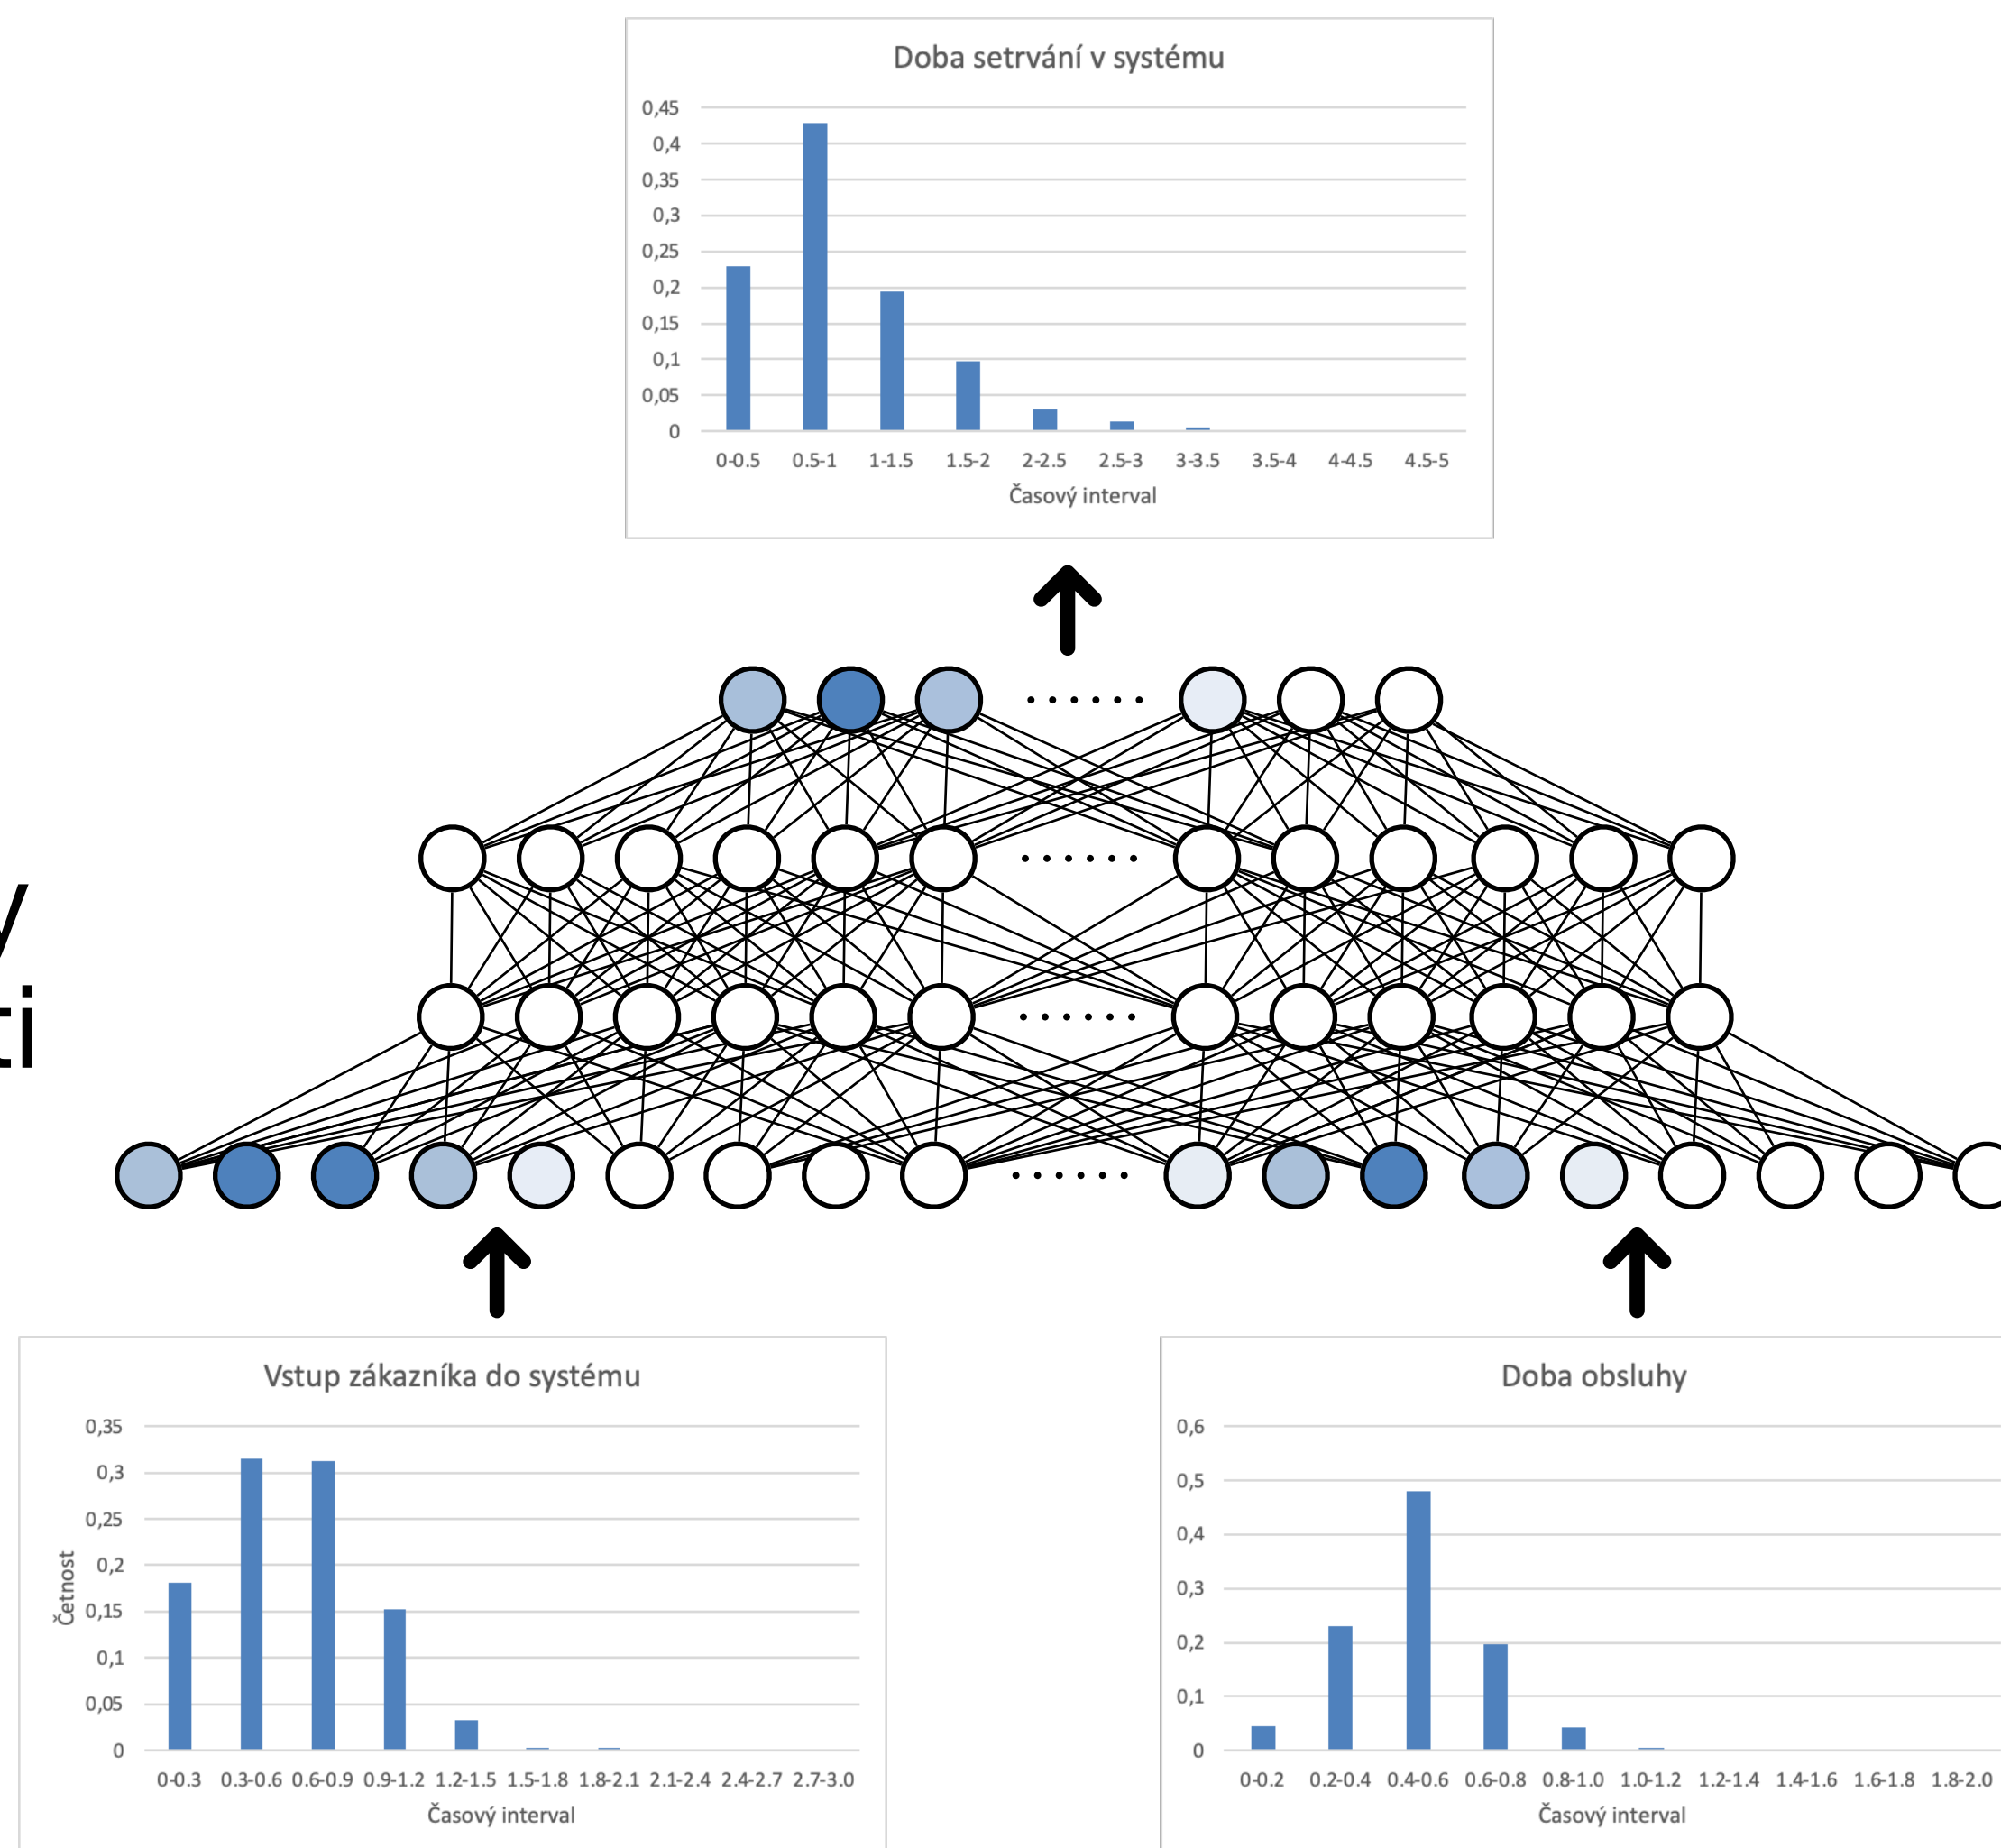 Doba setrvání v systému
0,45
0,4
0,35
0,3
0,25
0,2
0,15
0,1
0,05
0
0-0.5 0.5-1 1-1.5 1.5-2 2-2.5 2.5-3 3-3.5 3.5-4 4-4.5 4.5-5
Časový interval
y
ti
Vstup zákazníka do systému
0,35
0,3
0,25
0,2
0,15
0,1
0,05
0
Četnost
0-0.3 0.3-0.6 0.6-0.9 0.9-1.2 1.2-1.5 1.5-1.8 1.8-2.1 2.1-2.4 2.4-2.7 2.7-3.0
Časový interval
Doba obsluhy
0,6
0,5
0,4
0,3
0,2
0,1
0
0-0.2 0.2-0.4 0.4-0.6 0.6-0.8 0.8-1.0 1.0-1.2 1.2-1.4 1.4-1.6 1.6-1.8 1.8-2.0
Časový interval